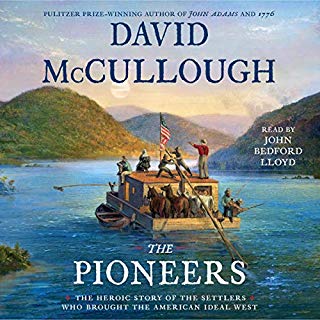 PULITZER PRIZE-WINNING AUTHOR OF JOHN ADAMS AND 1776
DAVID
McCULLOUGH
READ BY
JOHN
BEDFORD
LLOYD
THE
PIONEERS
THE HEROIC STORY OF THE SETTLERS
WHO BROUGHT THE AMERICAN IDEAL WEST